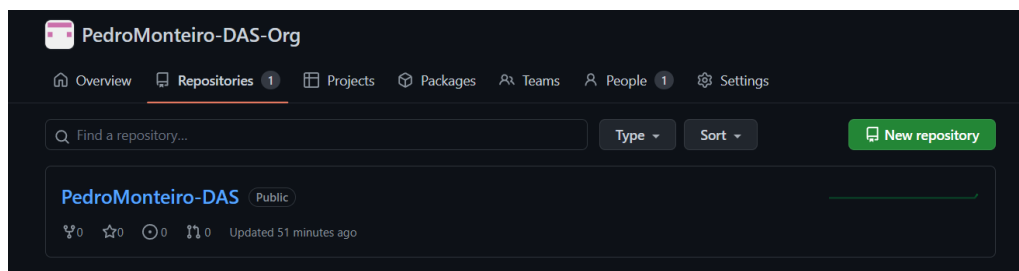 PedroMonteiro-DAS-Org
Overview Repositories 1 Projects Packages Teams People 1 Settings
Find a repository... Type Sort New repository
PedroMonteiro-DAS Public
0 0 0 0 Updated 51 minutes ago